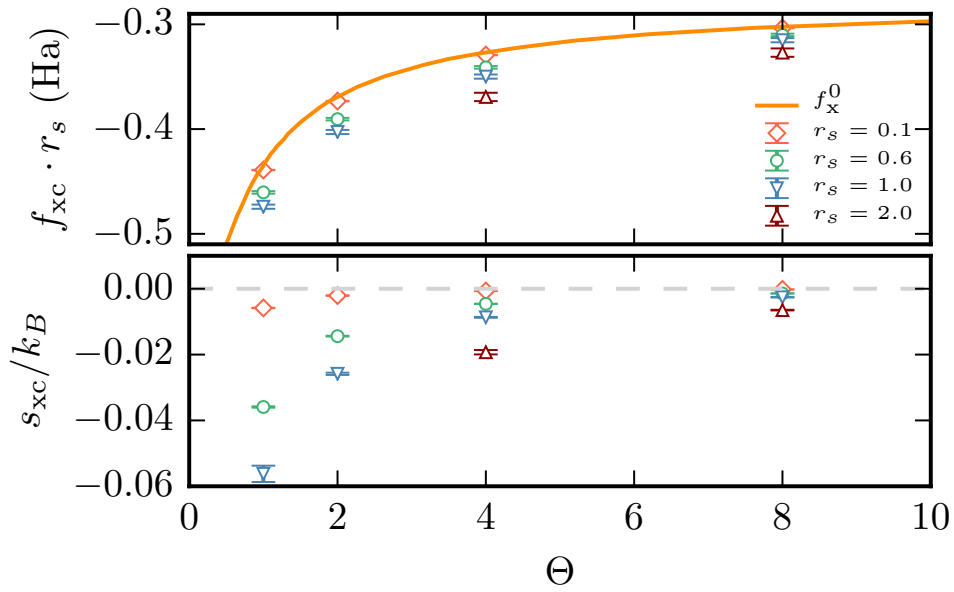 −0.3
−0.4
−0.5
f_xc · r_s (Ha)
f_x^0
r_s = 0.1
r_s = 0.6
r_s = 1.0
r_s = 2.0
0.00
−0.02
−0.04
−0.06
s_xc/k_B
0 2 4 6 8 10
Θ